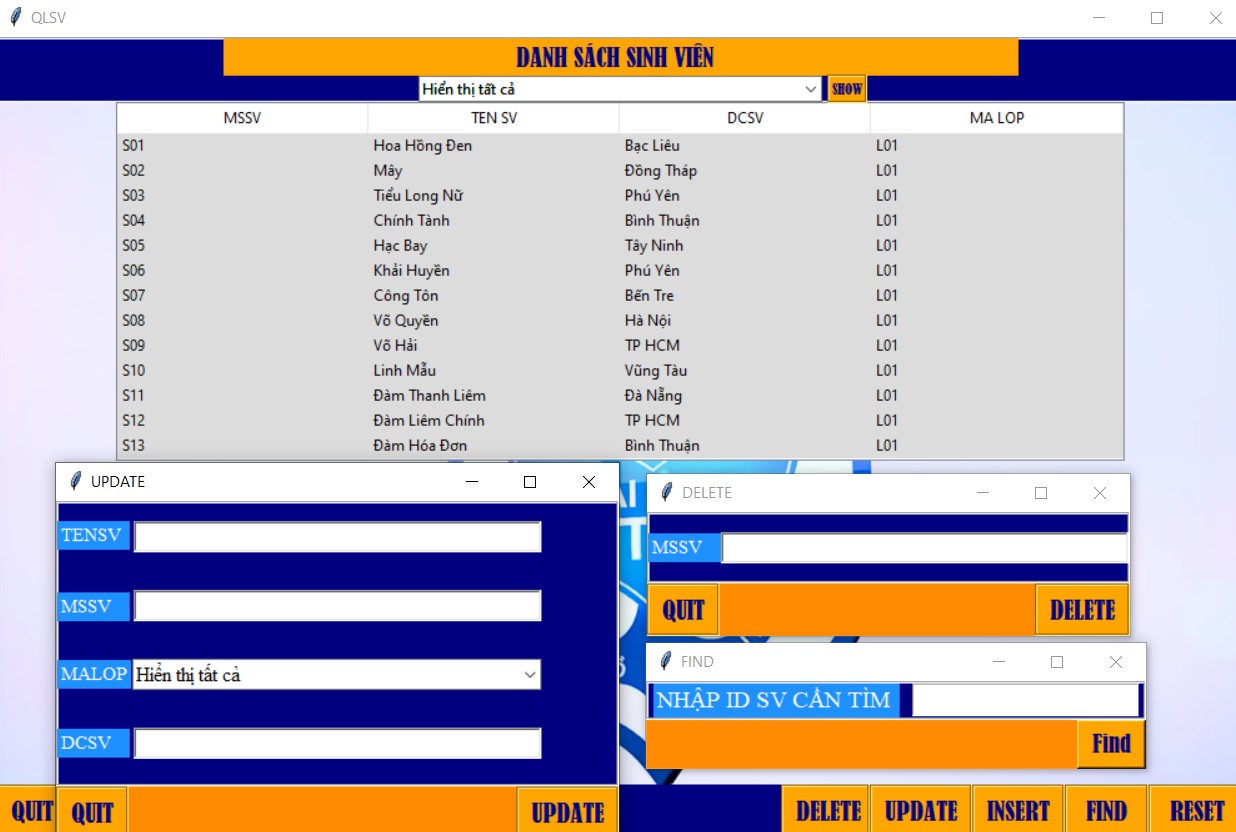 QLSV
DANH SÁCH SINH VIÊN
Hiển thị tất cả SHOW
MSSV TEN SV DCSV MA LOP
S01 Hoa Hồng Đen Bạc Liêu L01
S02 Mây Đồng Tháp L01
S03 Tiểu Long Nữ Phú Yên L01
S04 Chính Tành Bình Thuận L01
S05 Hạc Bay Tây Ninh L01
S06 Khải Huyền Phú Yên L01
S07 Công Tôn Bến Tre L01
S08 Võ Quyền Hà Nội L01
S09 Võ Hải TP HCM L01
S10 Linh Mẫu Vũng Tàu L01
S11 Đàm Thanh Liêm Đà Nẵng L01
S12 Đàm Liêm Chính TP HCM L01
S13 Đàm Hóa Đơn Bình Thuận L01
UPDATE
TENSV
MSSV
MALOP Hiển thị tất cả
DCSV
QUIT UPDATE
DELETE
MSSV
QUIT DELETE
FIND
NHẬP ID SV CẦN TÌM
Find
QUIT DELETE UPDATE INSERT FIND RESET